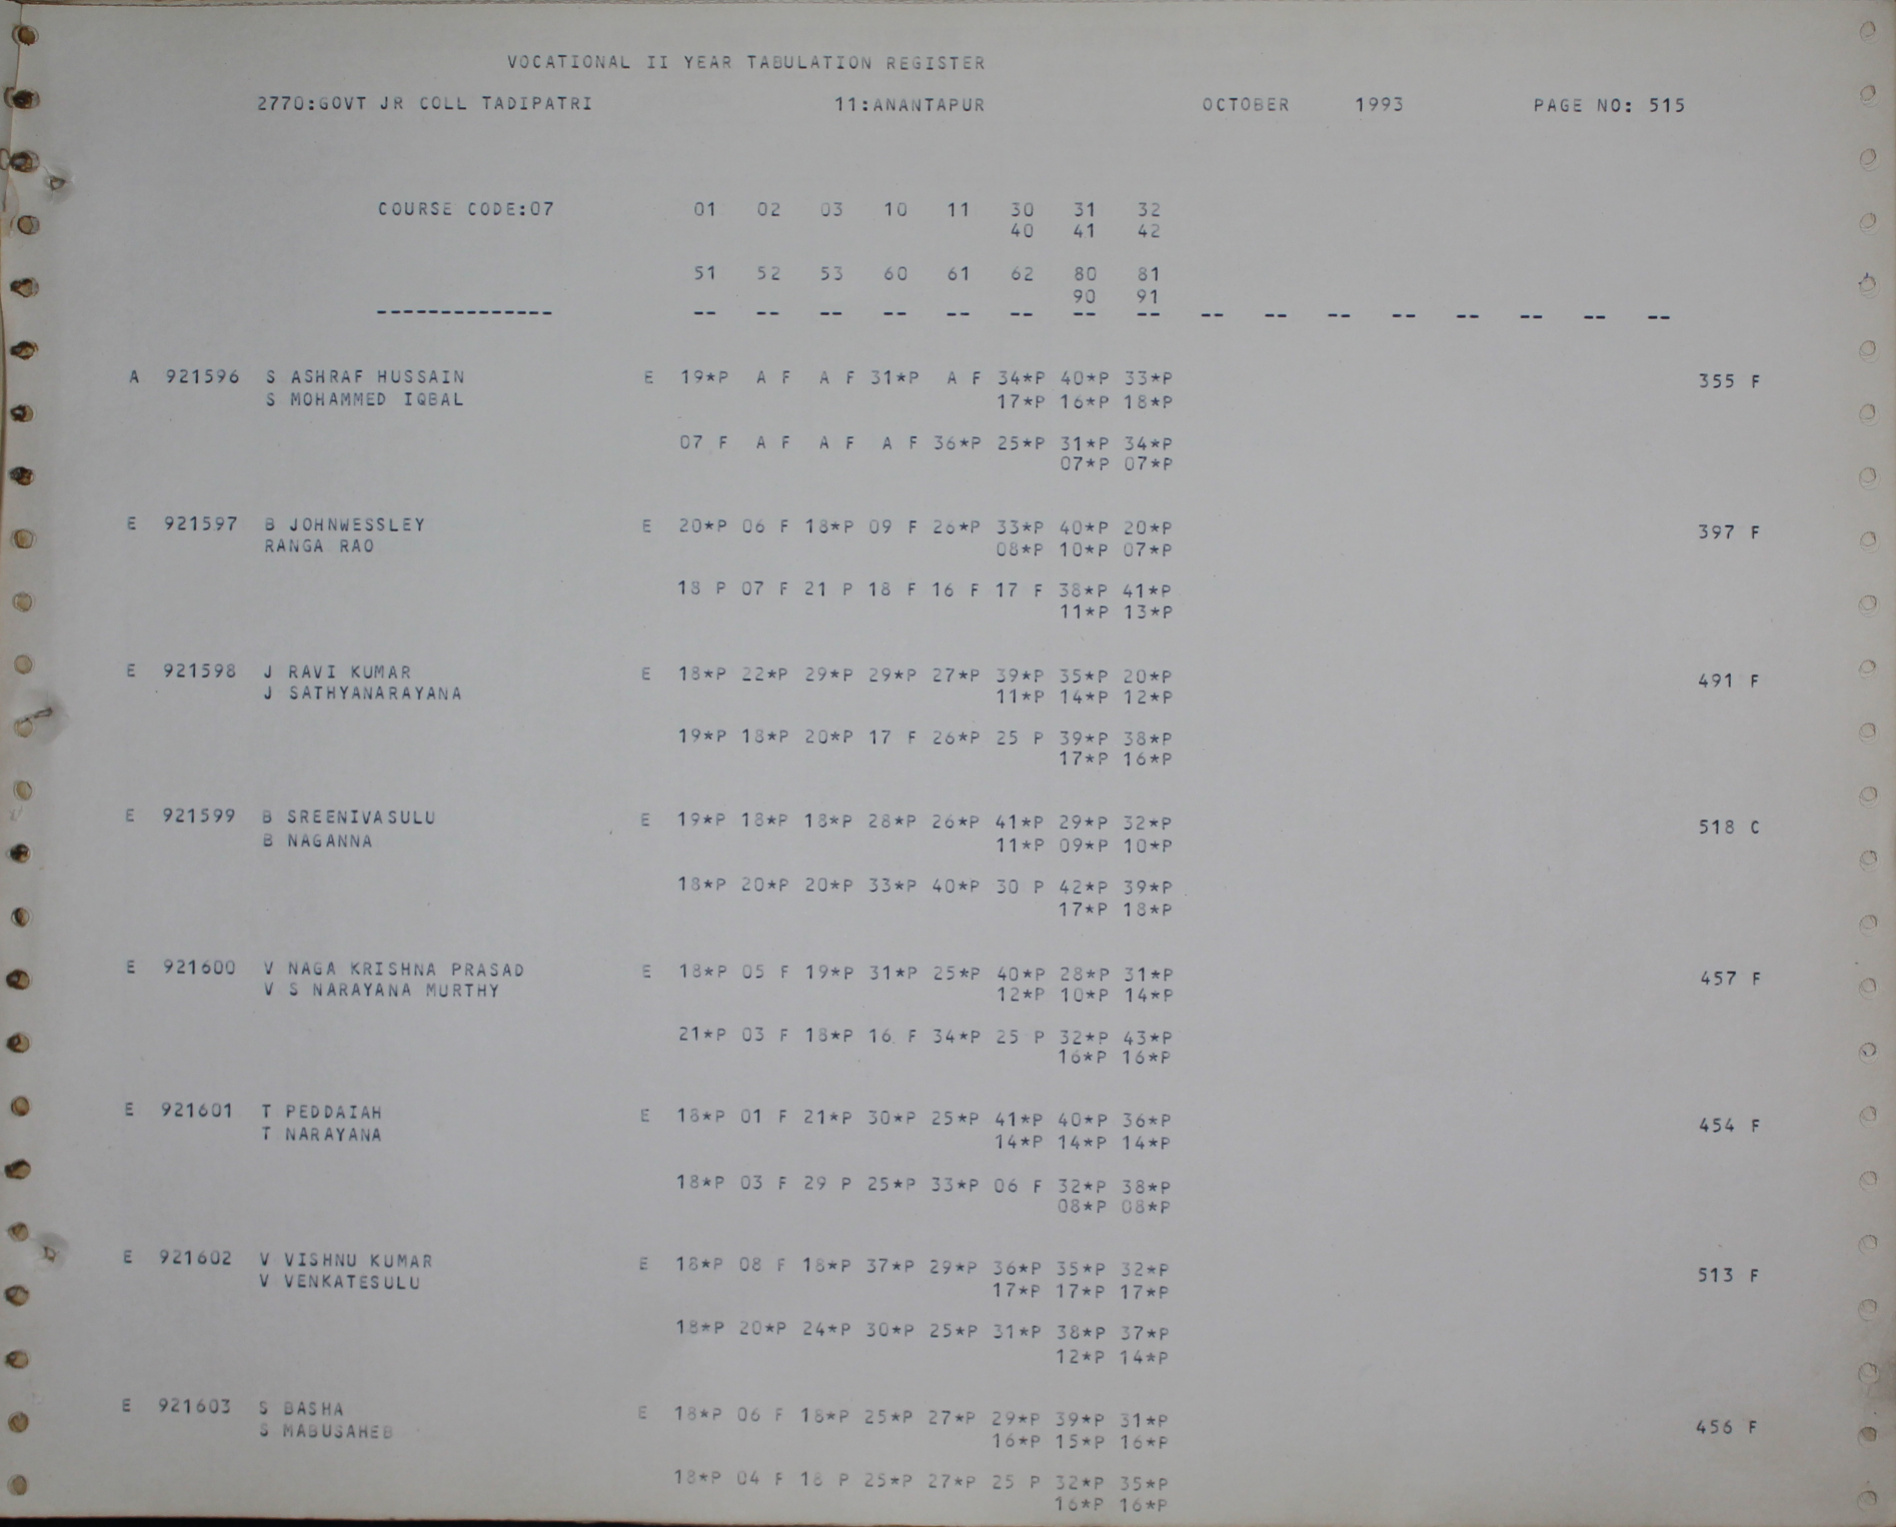 VOCATIONAL II YEAR TABULATION REGISTER
2770:GOVT JR COLL TADIPATRI 11:ANANTAPUR OCTOBER 1993 PAGE NO: 515
COURSE CODE:07 01 02 03 10 11 30 31 32
40 41 42
51 52 53 60 61 62 80 81
90 91
-------------- -- -- -- -- -- -- -- -- -- -- -- -- -- -- -- --
A 921596 S ASHRAF HUSSAIN E 19*P A F A F 31*P A F 34*P 40*P 33*P 355 F
S MOHAMMED IQBAL 17*P 16*P 18*P
07 F A F A F A F 36*P 25*P 31*P 34*P
07*P 07*P
E 921597 B JOHNWESSLEY E 20*P 06 F 18*P 09 F 26*P 33*P 40*P 20*P 397 F
RANGA RAO 08*P 10*P 07*P
18 P 07 F 21 P 18 F 16 F 17 F 38*P 41*P
11*P 13*P
E 921598 J RAVI KUMAR E 18*P 22*P 29*P 29*P 27*P 39*P 35*P 20*P 491 F
J SATHYANARAYANA 11*P 14*P 12*P
19*P 18*P 20*P 17 F 26*P 25 P 39*P 38*P
17*P 16*P
E 921599 B SREENIVASULU E 19*P 18*P 18*P 28*P 26*P 41*P 29*P 32*P 518 C
B NAGANNA 11*P 09*P 10*P
18*P 20*P 20*P 33*P 40*P 30 P 42*P 39*P
17*P 18*P
E 921600 V NAGA KRISHNA PRASAD E 18*P 05 F 19*P 31*P 25*P 40*P 28*P 31*P 457 F
V S NARAYANA MURTHY 12*P 10*P 14*P
21*P 03 F 18*P 16 F 34*P 25 P 32*P 43*P
16*P 16*P
E 921601 T PEDDAIAH E 18*P 01 F 21*P 30*P 25*P 41*P 40*P 36*P 454 F
T NARAYANA 14*P 14*P 14*P
18*P 03 F 29 P 25*P 33*P 06 F 32*P 38*P
08*P 08*P
E 921602 V VISHNU KUMAR E 18*P 08 F 18*P 37*P 29*P 36*P 35*P 32*P 513 F
V VENKATESULU 17*P 17*P 17*P
18*P 20*P 24*P 30*P 25*P 31*P 38*P 37*P
12*P 14*P
E 921603 S BASHA E 18*P 06 F 18*P 25*P 27*P 29*P 39*P 31*P 456 F
S MABUSAHEB 16*P 15*P 16*P
18*P 04 F 18 P 25*P 27*P 25 P 32*P 35*P
16*P 16*P